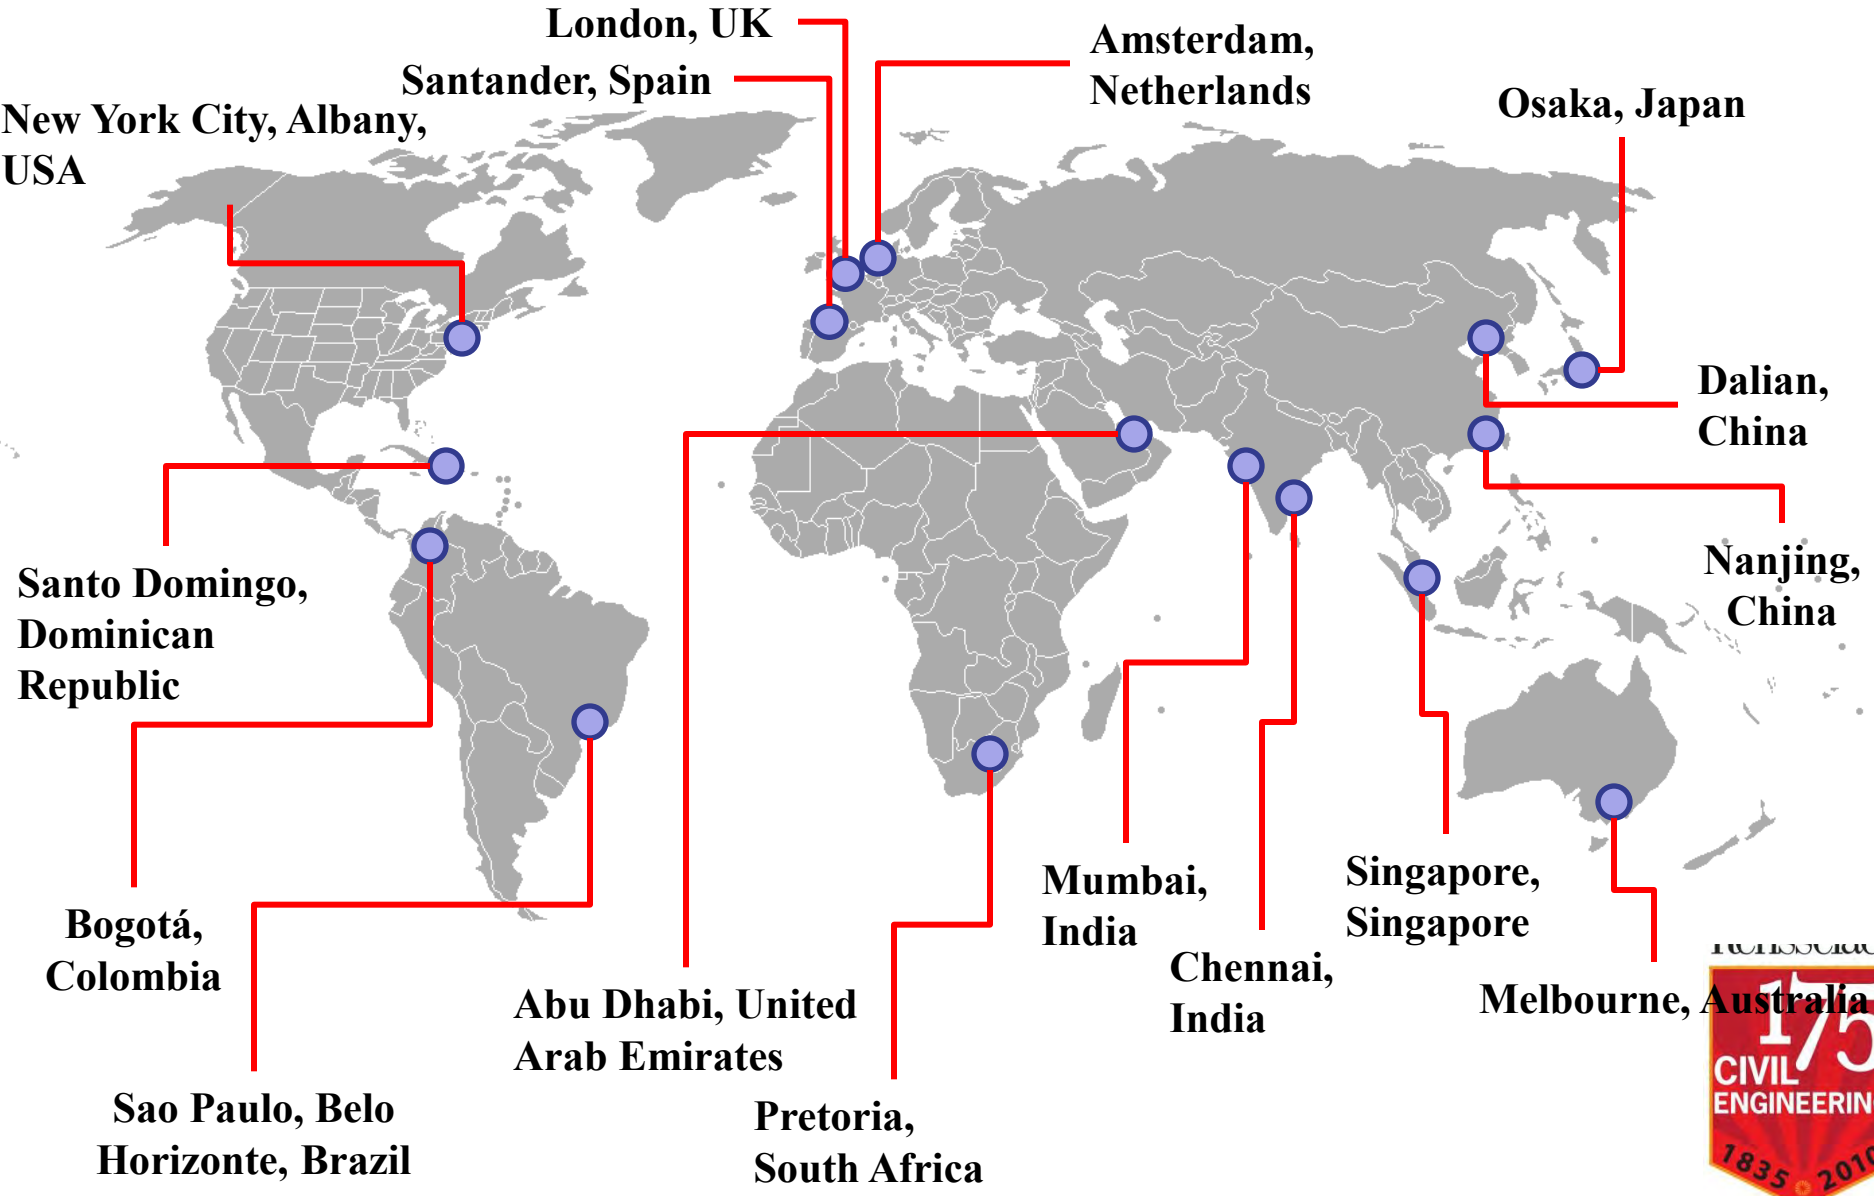 London, UK
Santander, Spain
Amsterdam,
Netherlands
Osaka, Japan
New York City, Albany,
USA
Dalian,
China
Nanjing,
China
Santo Domingo,
Dominican
Republic
Bogotá,
Colombia
Sao Paulo, Belo
Horizonte, Brazil
Abu Dhabi, United
Arab Emirates
Pretoria,
South Africa
Mumbai,
India
Chennai,
India
Singapore,
Singapore
Melbourne, Australia
175
CIVIL
ENGINEERIN
1835 2010